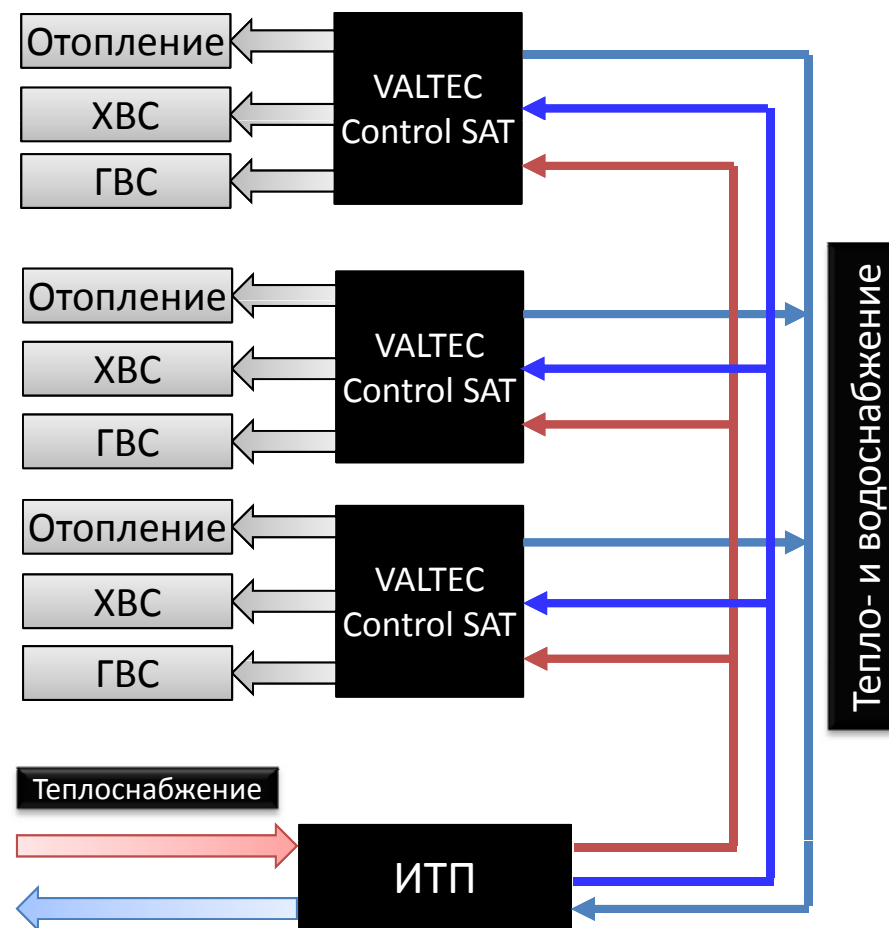 Отопление
ХВС
ГВС
VALTEC
Control SAT
Отопление
ХВС
ГВС
VALTEC
Control SAT
Отопление
ХВС
ГВС
VALTEC
Control SAT
Тепло- и водоснабжение
Теплоснабжение
ИТП